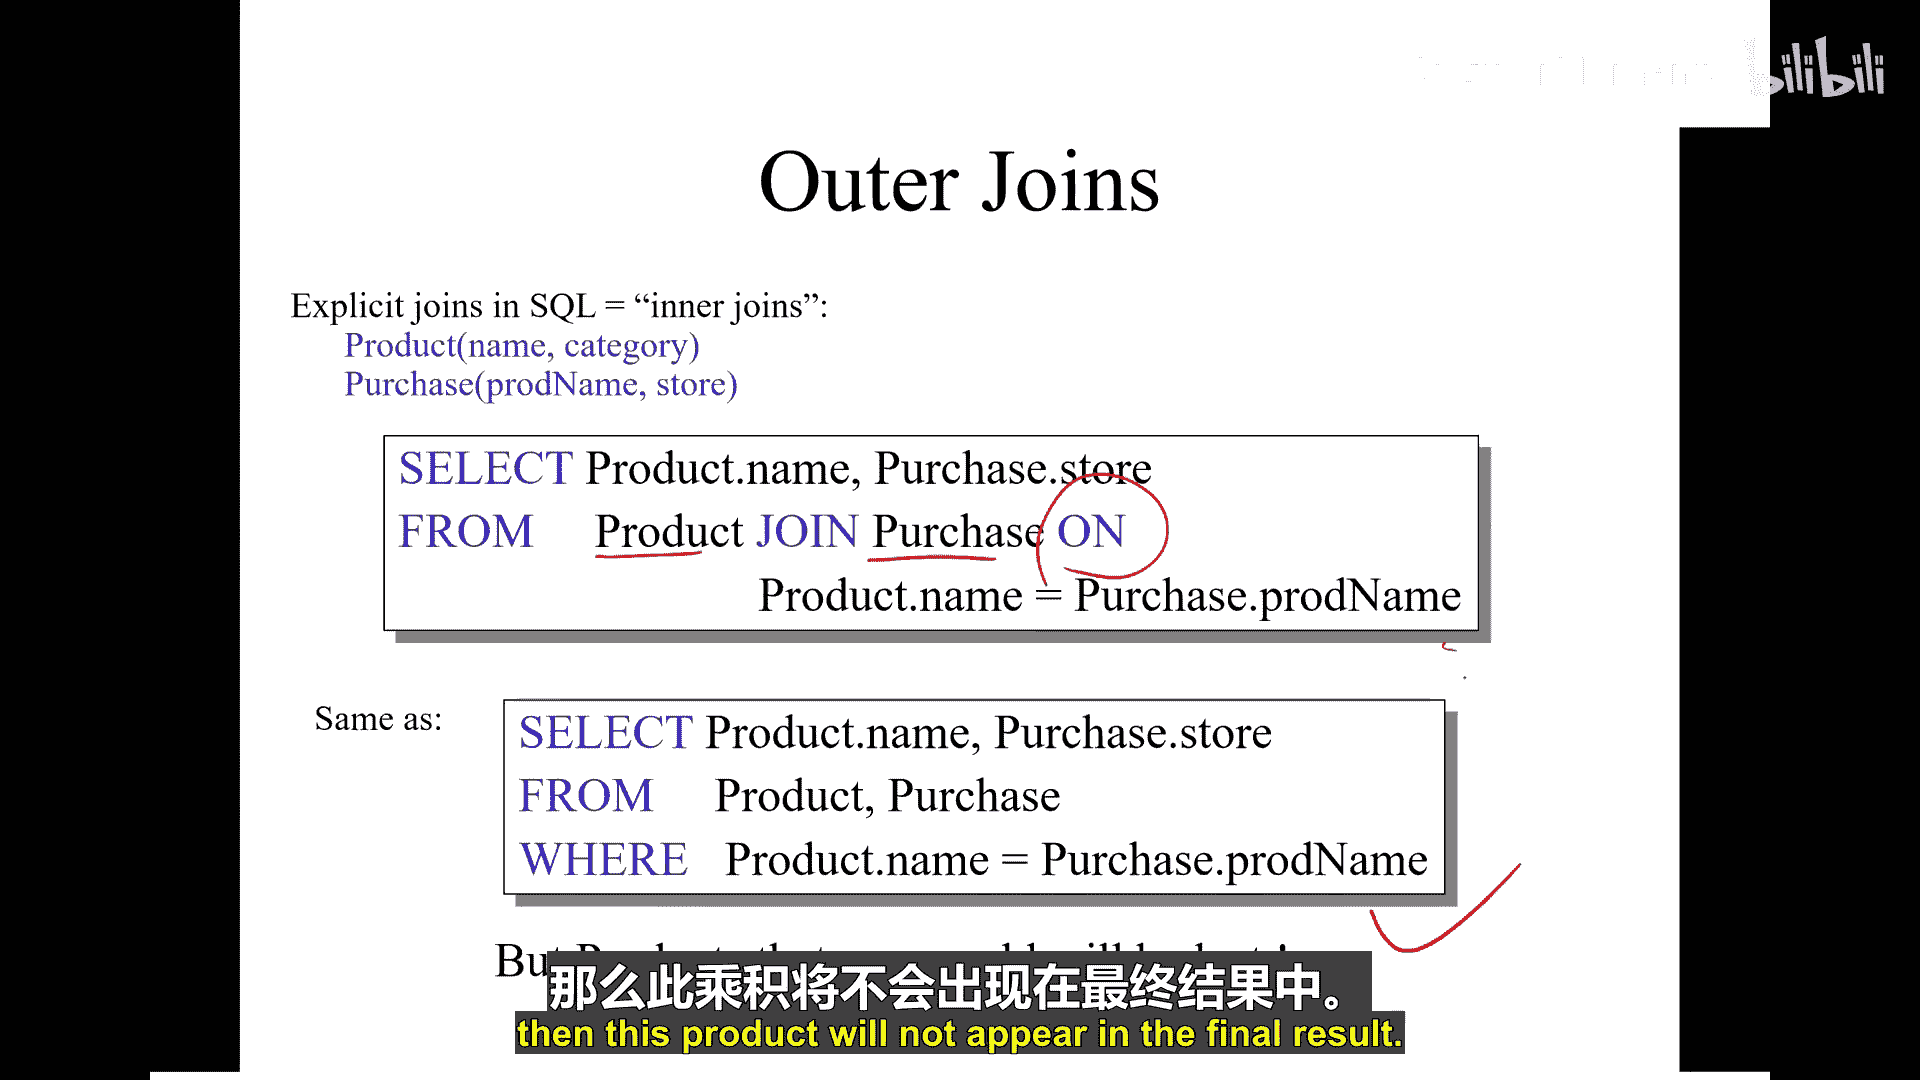 bilibili
Outer Joins
Explicit joins in SQL = “inner joins”:
Product(name, category)
Purchase(prodName, store)
SELECT Product.name, Purchase.store
FROM Product JOIN Purchase ON
Product.name = Purchase.prodName
Same as:
SELECT Product.name, Purchase.store
FROM Product, Purchase
WHERE Product.name = Purchase.prodName
But
那么此乘积将不会出现在最终结果中。
then this product will not appear in the final result.